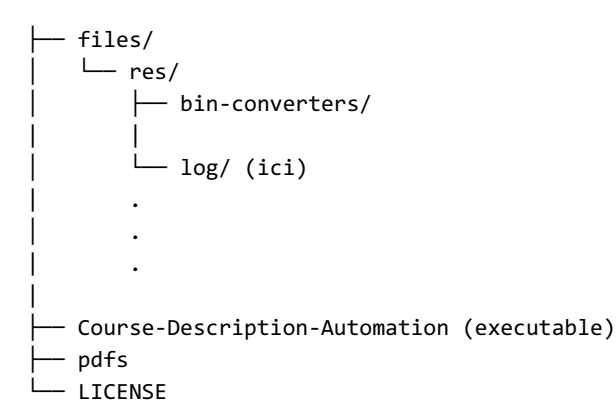 ├── files/
│   └── res/
│       ├── bin-converters/
│       │
│       └── log/ (ici)
│       .
│       .
│       .
│
├── Course-Description-Automation (executable)
├── pdfs
└── LICENSE